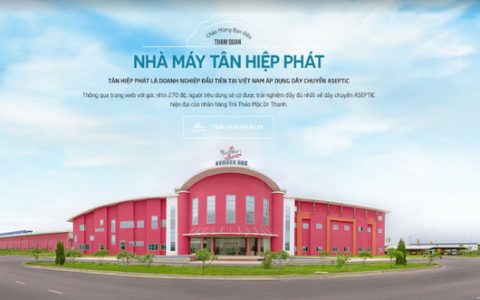 Chào Mừng Bạn Đến
THAM QUAN
NHÀ MÁY TÂN HIỆP PHÁT
TÂN HIỆP PHÁT LÀ DOANH NGHIỆP ĐẦU TIÊN TẠI VIỆT NAM ÁP DỤNG DÂY CHUYỀN ASEPTIC
Thông qua trang web với góc nhìn 270 độ, người tiêu dùng sẽ có được trải nghiệm đầy đủ nhất về dây chuyền ASEPTIC
hiện đại của nhãn hàng Trà Thảo Mộc Dr Thanh.
TRẢI NGHIỆM NGAY
NUMBER ONE